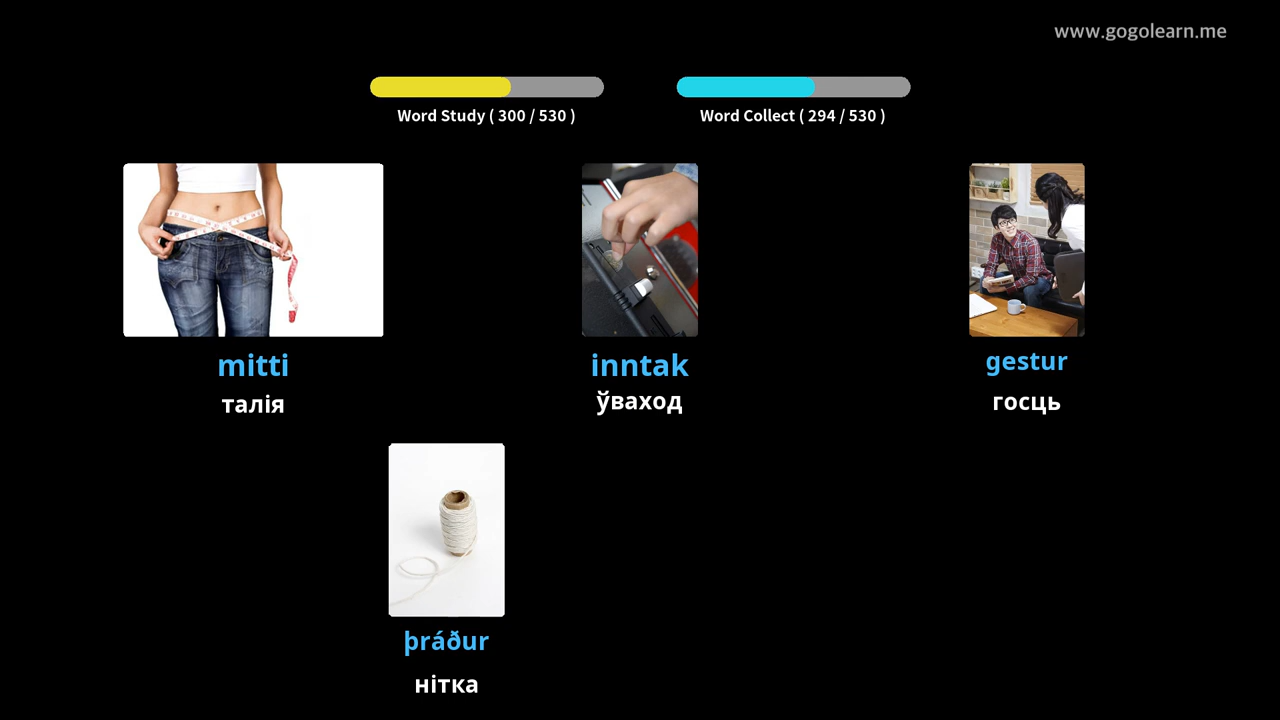 www.gogolearn.me
Word Study ( 300 / 530 )
Word Collect ( 294 / 530 )
mitti
талія
inntak
ўваход
gestur
госць
þráður
нітка